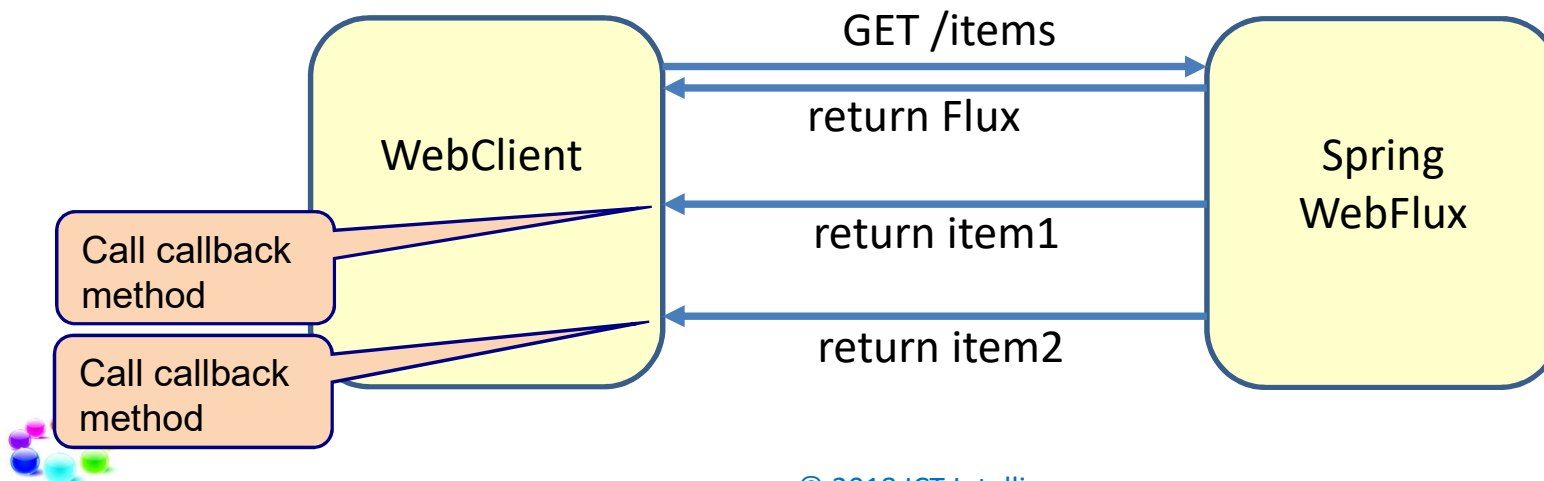 GET /items
return Flux
WebClient
Spring
WebFlux
return item1
Call callback
method
return item2
Call callback
method